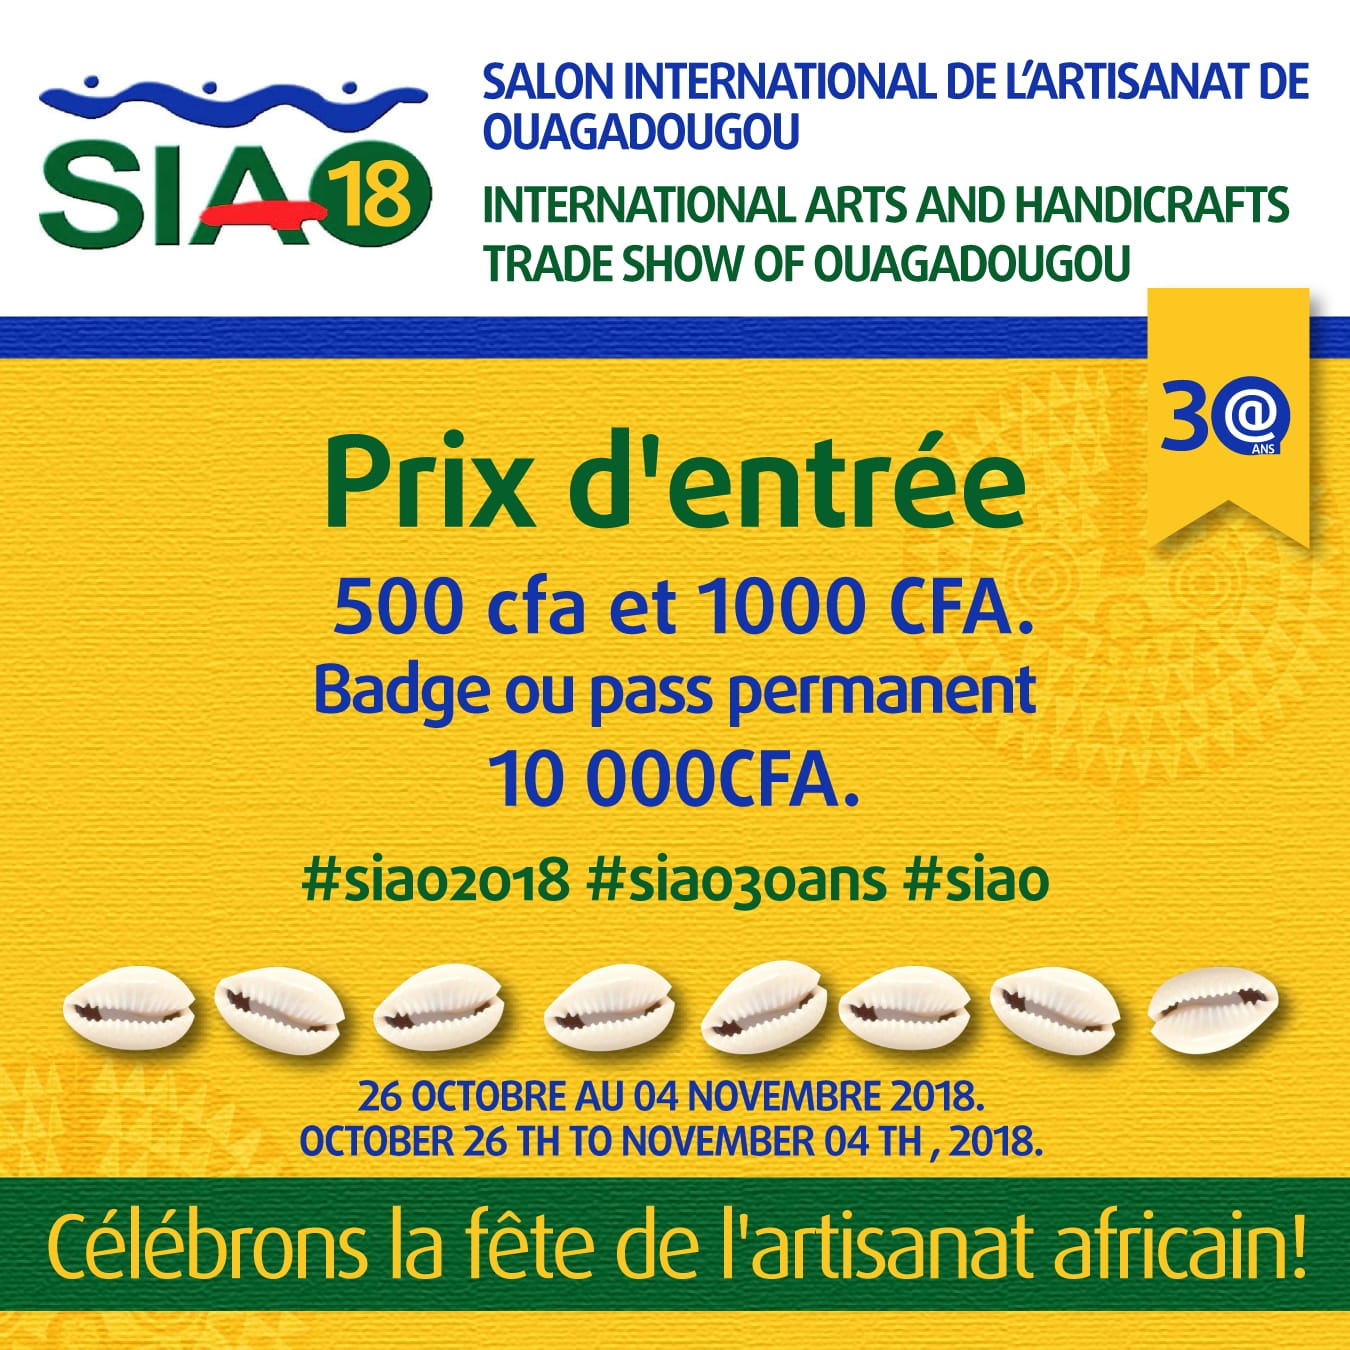 SIAO18
SALON INTERNATIONAL DE L'ARTISANAT DE
OUAGADOUGOU
INTERNATIONAL ARTS AND HANDICRAFTS
TRADE SHOW OF OUAGADOUGOU
3@
ANS
Prix d'entrée
500 cfa et 1000 CFA.
Badge ou pass permanent
10 000CFA.
#siao2018 #siao30ans #siao
26 OCTOBRE AU 04 NOVEMBRE 2018.
OCTOBER 26 TH TO NOVEMBER 04 TH , 2018.
Célébrons la fête de l'artisanat africain!